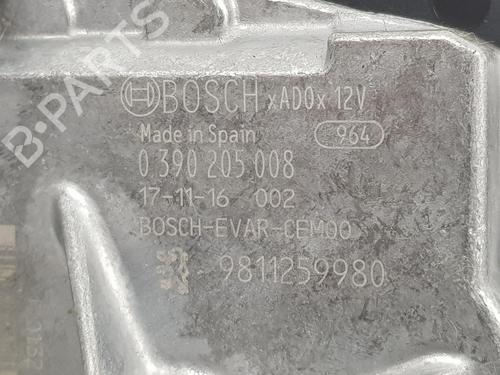 BOSCH xAD0x 12V
Made in Spain 964
0 390 205 008
17-11-16 002
BOSCH-EVAR-CEM00
9811259980
B-PARTS